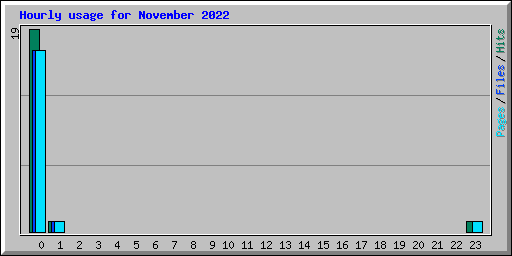 Hourly usage for November 2022
19
Pages/Files/Hits
0 1 2 3 4 5 6 7 8 9 10 11 12 13 14 15 16 17 18 19 20 21 22 23